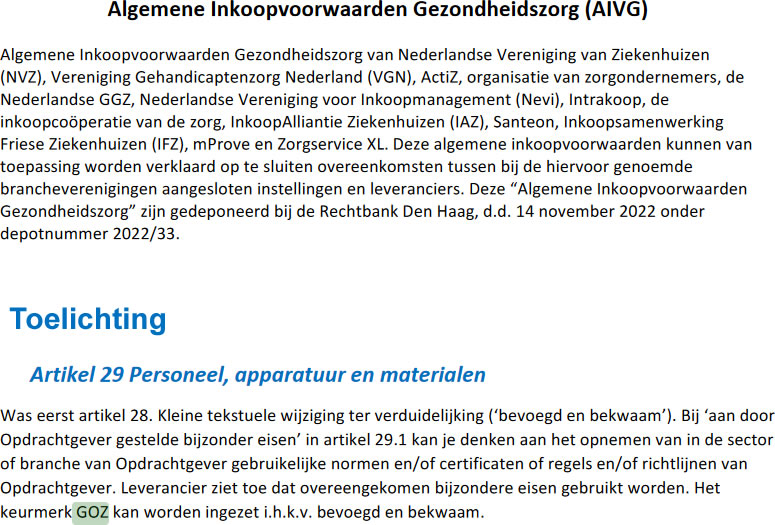 Algemene Inkoopvoorwaarden Gezondheidszorg (AIVG)
Algemene Inkoopvoorwaarden Gezondheidszorg van Nederlandse Vereniging van Ziekenhuizen
(NVZ), Vereniging Gehandicaptenzorg Nederland (VGN), ActiZ, organisatie van zorgondernemers, de
Nederlandse GGZ, Nederlandse Vereniging voor Inkoopmanagement (Nevi), Intrakoop, de
inkoopcoöperatie van de zorg, InkoopAlliantie Ziekenhuizen (IAZ), Santeon, Inkoopsamenwerking
Friese Ziekenhuizen (IFZ), mProve en Zorgservice XL. Deze algemene inkoopvoorwaarden kunnen van
toepassing worden verklaard op te sluiten overeenkomsten tussen bij de hiervoor genoemde
brancheverenigingen aangesloten instellingen en leveranciers. Deze “Algemene Inkoopvoorwaarden
Gezondheidszorg” zijn gedeponeerd bij de Rechtbank Den Haag, d.d. 14 november 2022 onder
depotnummer 2022/33.
Toelichting
Artikel 29 Personeel, apparatuur en materialen
Was eerst artikel 28. Kleine tekstuele wijziging ter verduidelijking (‘bevoegd en bekwaam’). Bij ‘aan door
Opdrachtgever gestelde bijzonder eisen’ in artikel 29.1 kan je denken aan het opnemen van in de sector
of branche van Opdrachtgever gebruikelijke normen en/of certificaten of regels en/of richtlijnen van
Opdrachtgever. Leverancier ziet toe dat overeengekomen bijzondere eisen gebruikt worden. Het
keurmerk GOZ kan worden ingezet i.h.k.v. bevoegd en bekwaam.